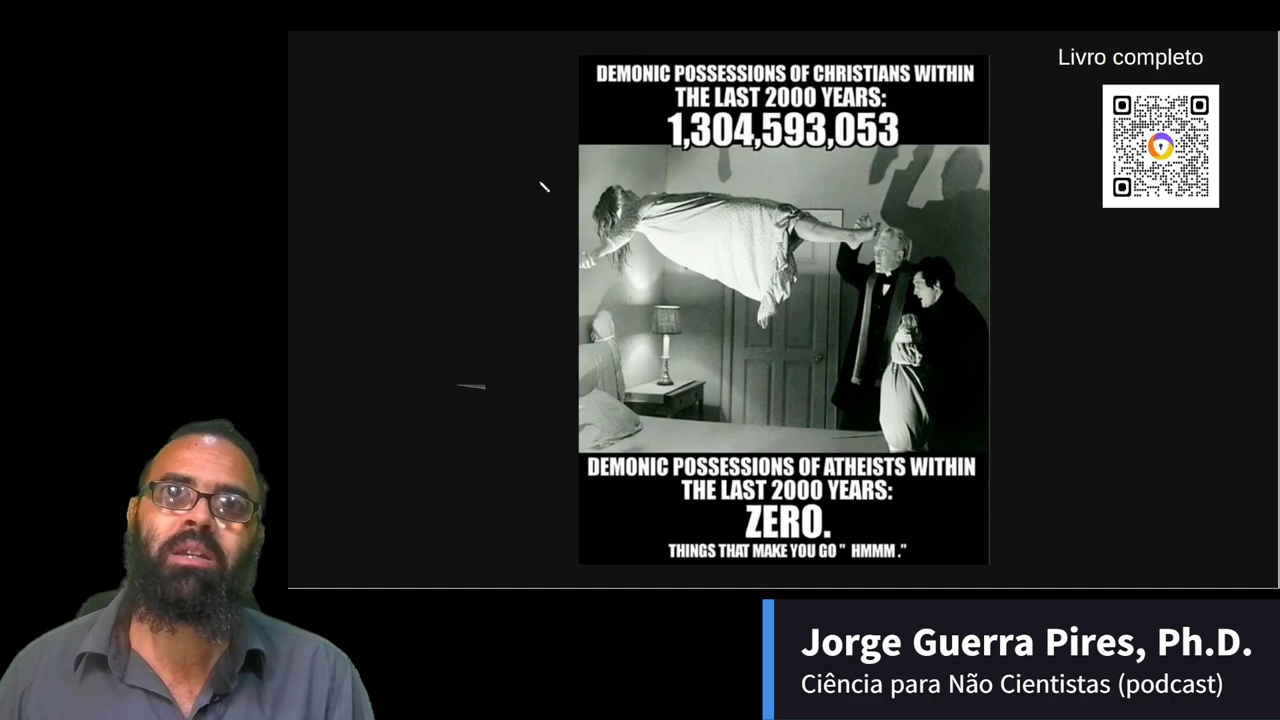 Livro completo
DEMONIC POSSESSIONS OF CHRISTIANS WITHIN
THE LAST 2000 YEARS:
1,304,593,053
DEMONIC POSSESSIONS OF ATHEISTS WITHIN
THE LAST 2000 YEARS:
ZERO.
THINGS THAT MAKE YOU GO " HMMM ."
Jorge Guerra Pires, Ph.D.
Ciência para Não Cientistas (podcast)